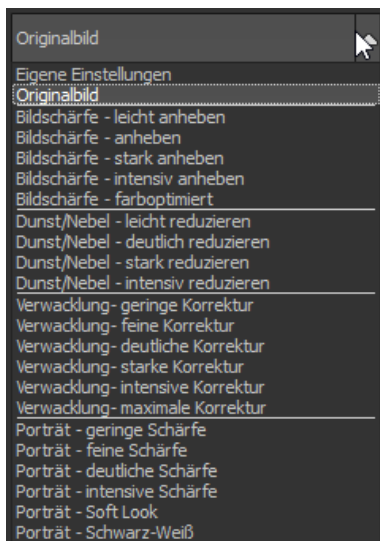 Originalbild
Eigene Einstellungen
Originalbild
Bildschärfe - leicht anheben
Bildschärfe - anheben
Bildschärfe - stark anheben
Bildschärfe - intensiv anheben
Bildschärfe - farboptimiert
Dunst/Nebel - leicht reduzieren
Dunst/Nebel - deutlich reduzieren
Dunst/Nebel - stark reduzieren
Dunst/Nebel - intensiv reduzieren
Verwacklung- geringe Korrektur
Verwacklung- feine Korrektur
Verwacklung- deutliche Korrektur
Verwacklung- starke Korrektur
Verwacklung- intensive Korrektur
Verwacklung- maximale Korrektur
Porträt - geringe Schärfe
Porträt - feine Schärfe
Porträt - deutliche Schärfe
Porträt - intensive Schärfe
Porträt - Soft Look
Porträt - Schwarz-Weiß